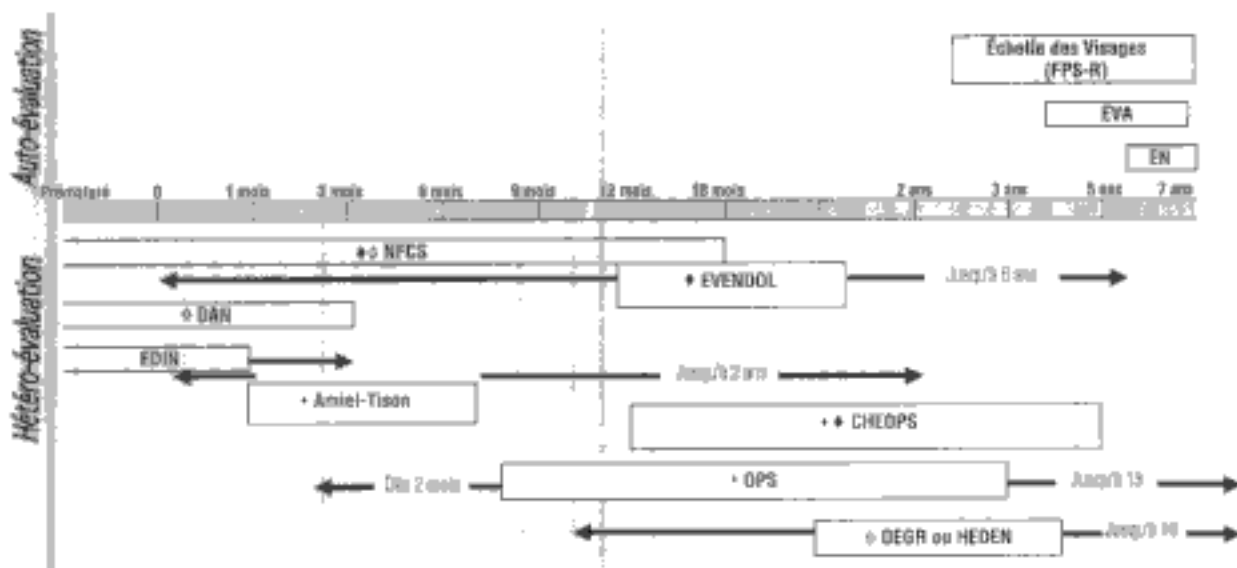 Auto-évaluation
Échelle des Visages
(FPS-R)
EVA
EN
Prématuré 0 1 mois 3 mois 6 mois 9 mois 12 mois 18 mois 2 ans 3 ans 5 ans 7 ans
Hétéro-évaluation
NFCS
EVENDOL
Jusqu'à 6 ans
DAN
EDIN
Jusqu'à 2 ans
+ Amiel-Tison
+ CHEOPS
Dès 2 mois
OPS
Jusqu'à 13
DEGR ou HEDEN
Jusqu'à